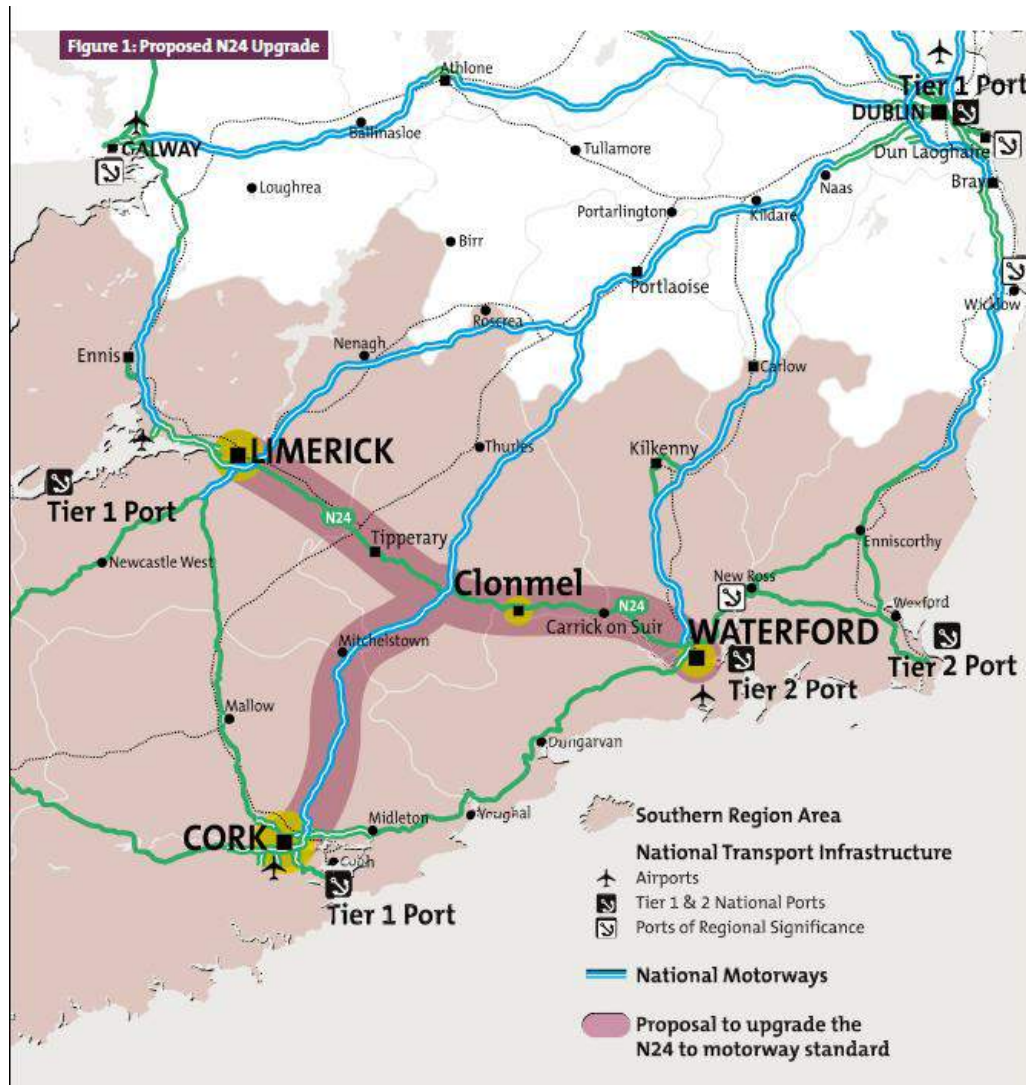 Figure 1: Proposed N24 Upgrade
Athlone
Tier 1 Port
DUBLIN
Ballinasloe
GALWAY
Tullamore
Dun Laoghaire
Loughrea
Naas
Bray
Portarlington
Kildare
Birr
Portlaoise
Wicklow
Roscrea
Nenagh
Ennis
Carlow
LIMERICK
Thurles
Kilkenny
Tier 1 Port
N24
Tipperary
Enniscorthy
Newcastle West
Clonmel
New Ross
N24
Wexford
Carrick on Suir
WATERFORD
Mitchelstown
Tier 2 Port
Tier 2 Port
Mallow
Dungarvan
Midleton
Youghal
CORK
Cobh
Tier 1 Port
Southern Region Area
National Transport Infrastructure
Airports
Tier 1 & 2 National Ports
Ports of Regional Significance
National Motorways
Proposal to upgrade the
N24 to motorway standard